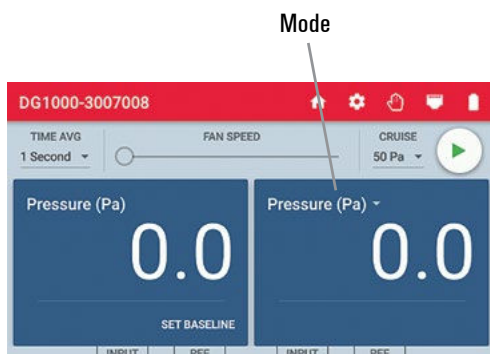 Mode
DG1000-3007008
TIME AVG
FAN SPEED
CRUISE
1 Second
50 Pa
Pressure (Pa)
Pressure (Pa)
0.0
0.0
SET BASELINE
INPUT
REF
INPUT
REF